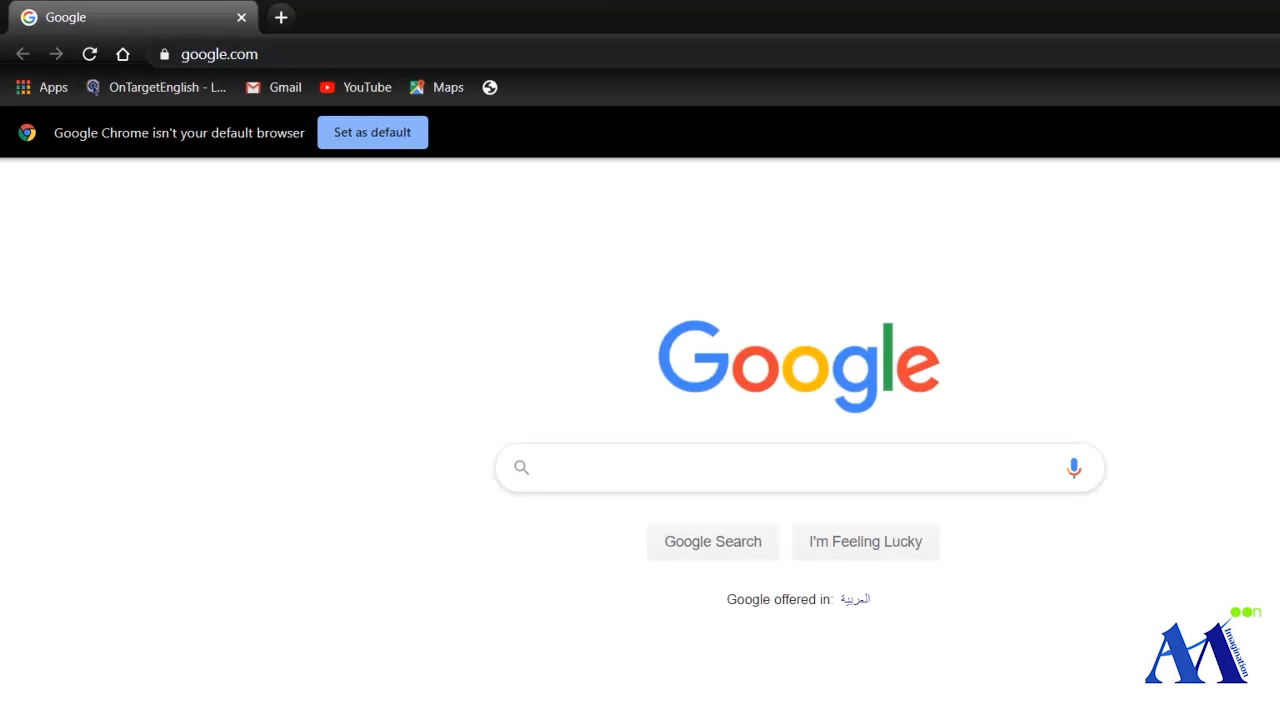 Google
google.com
Apps OnTargetEnglish - L... Gmail YouTube Maps
Google Chrome isn't your default browser Set as default
Google
Google Search I'm Feeling Lucky
Google offered in: العربية
Imagination